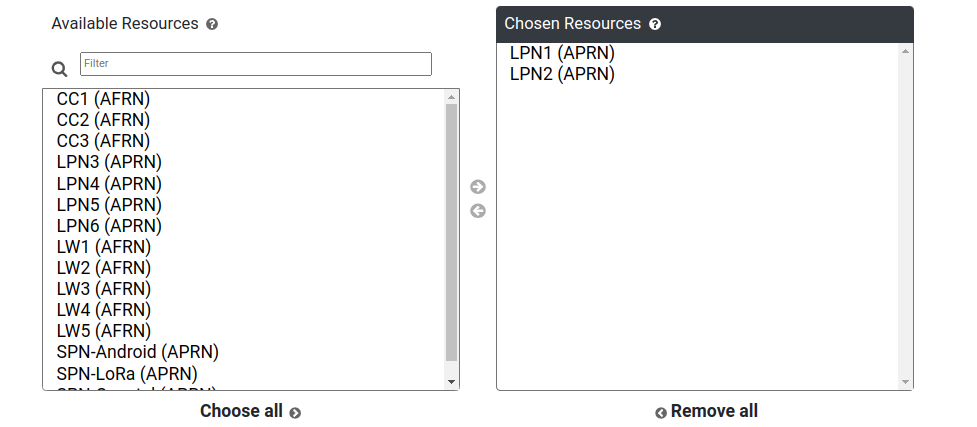 Available Resources
Filter
CC1 (AFRN)
CC2 (AFRN)
CC3 (AFRN)
LPN3 (APRN)
LPN4 (APRN)
LPN5 (APRN)
LPN6 (APRN)
LW1 (AFRN)
LW2 (AFRN)
LW3 (AFRN)
LW4 (AFRN)
LW5 (AFRN)
SPN-Android (APRN)
SPN-LoRa (APRN)
Choose all
Chosen Resources
LPN1 (APRN)
LPN2 (APRN)
Remove all